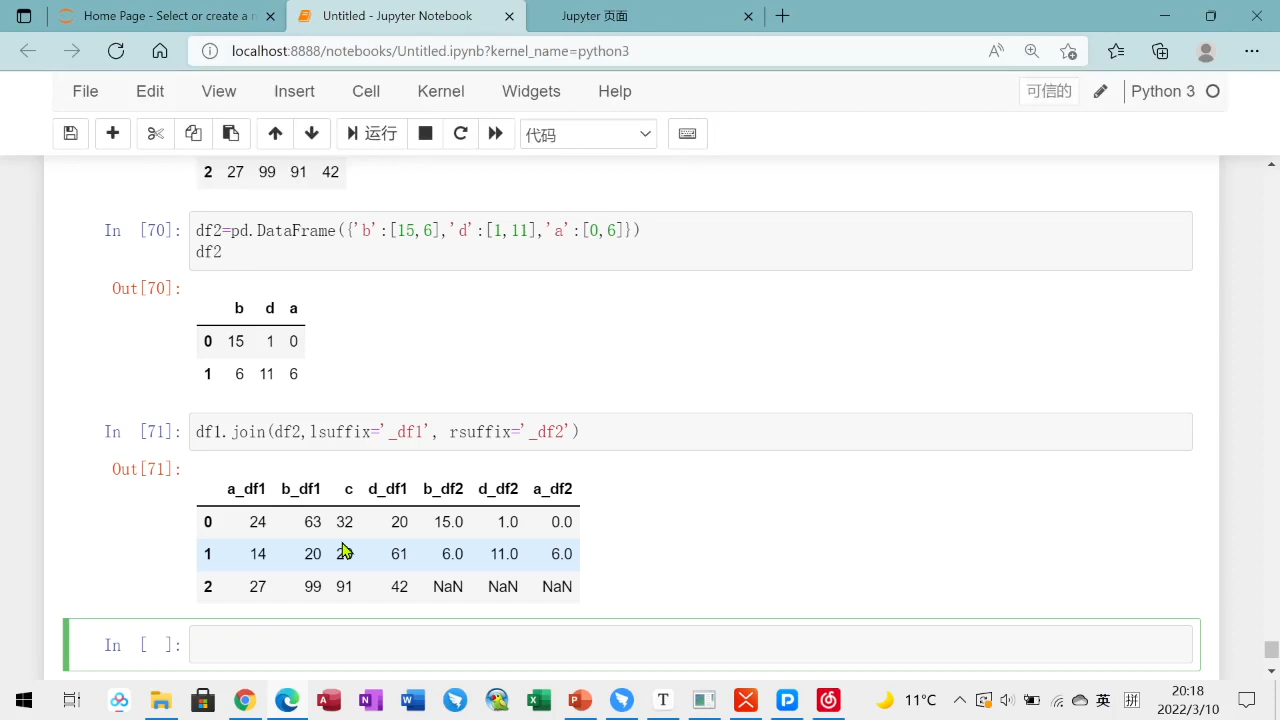 Home Page - Select or create a n
Untitled - Jupyter Notebook
Jupyter 页面
localhost:8888/notebooks/Untitled.ipynb?kernel_name=python3
File Edit View Insert Cell Kernel Widgets Help 可信的 Python 3
运行 代码
2 27 99 91 42
In [70]: df2=pd.DataFrame({'b':[15,6],'d':[1,11],'a':[0,6]})
df2
Out[70]:
b d a
0 15 1 0
1 6 11 6
In [71]: df1.join(df2,lsuffix='_df1', rsuffix='_df2')
Out[71]:
a_df1 b_df1 c d_df1 b_df2 d_df2 a_df2
0 24 63 32 20 15.0 1.0 0.0
1 14 20 61 6.0 11.0 6.0
2 27 99 91 42 NaN NaN NaN
In [ ]:
11°C 英 拼 20:18
2022/3/10